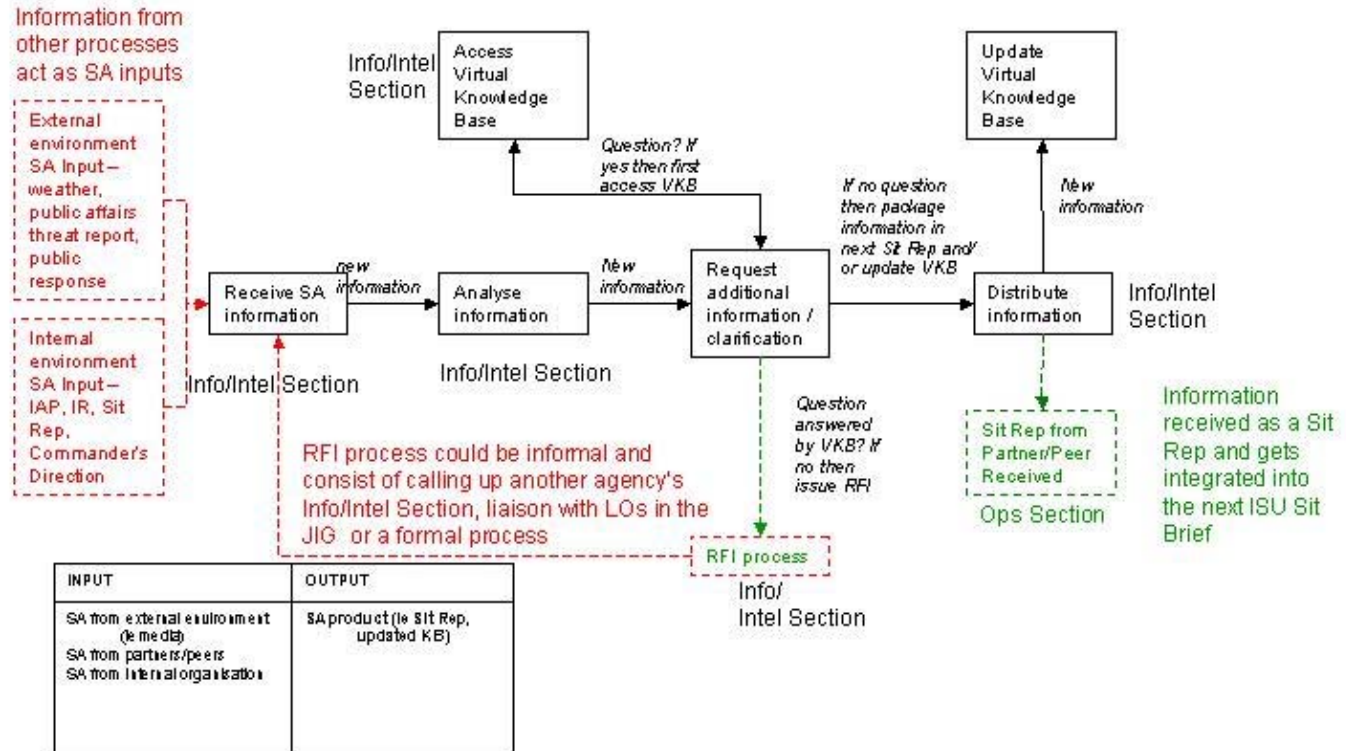 Information from
other processes
act as SA inputs
External
environment
SA Input –
weather,
public affairs
threat report,
public
response
Internal
environment
SA Input –
IAP, IR, Sit
Rep,
Commander's
Direction
Receive SA
information
Info/Intel Section
new
information
Analyse
information
Info/Intel Section
New
information
Info/Intel
Section
Access
Virtual
Knowledge
Base
Question? If
yes then first
access VKB
Request
additional
information /
clarification
If no question
then package
information in
next Sit Rep and/
or update VKB
Update
Virtual
Knowledge
Base
New
information
Distribute
information
Info/Intel
Section
Question
answered
by VKB? If
no then
issue RFI
Sit Rep from
Partner/Peer
Received
Ops Section
Information
received as a Sit
Rep and gets
integrated into
the next ISU Sit
Brief
RFI process could be informal and
consist of calling up another agency's
Info/Intel Section, liaison with LOs in the
JIG or a formal process
RFI process
Info/
Intel Section
INPUT
OUTPUT
SA from external environment
(ie media)
SA from partners/peers
SA from Internal organisation
SA product (ie Sit Rep,
updated KB)